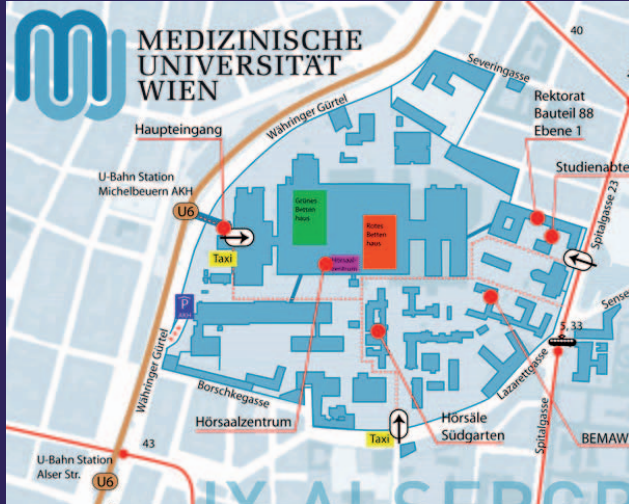 MEDIZINISCHE
UNIVERSITÄT
WIEN
40
Severingasse
Währinger Gürtel
Rektorat
Bauteil 88
Ebene 1
Haupteingang
Studienabte
U-Bahn Station
Michelbeuern AKH
U6
Grünes
Betten
haus
Rotes
Betten
haus
Spitalgasse 23
Taxi
Hörsaal
zentrum
P
AKH
Sense
5, 33
Währinger Gürtel
Lazarettgasse
Borschkegasse
Hörsaalzentrum
Hörsäle
Südgarten
Taxi
Spitalgasse
BEMAW
43
U-Bahn Station
Alser Str.
U6